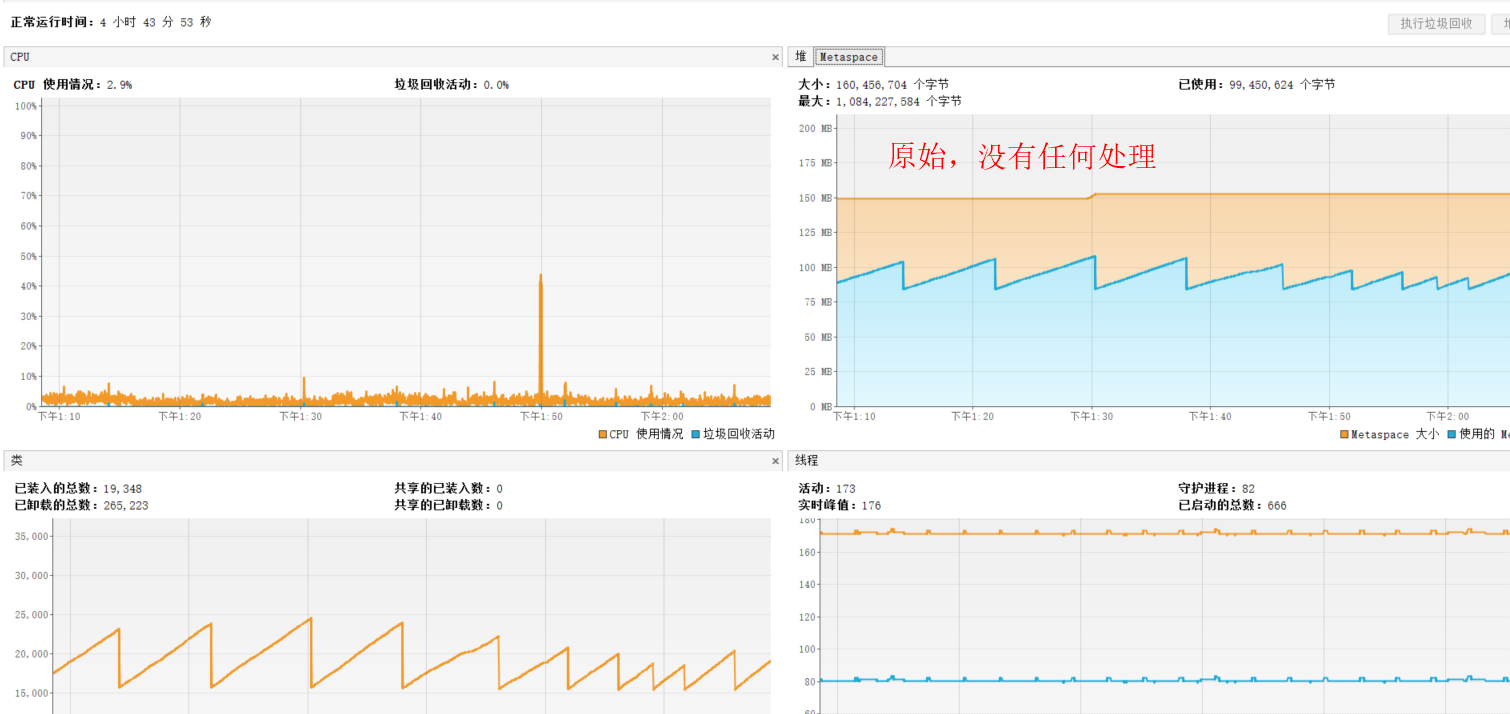 正常运行时间: 4 小时 43 分 53 秒
执行垃圾回收
CPU
CPU 使用情况: 2.9%
垃圾回收活动: 0.0%
100%
90%
80%
70%
60%
50%
40%
30%
20%
10%
0%
下午1:10 下午1:20 下午1:30 下午1:40 下午1:50 下午2:00
CPU 使用情况 垃圾回收活动
堆 Metaspace
大小: 160,456,704 个字节
已使用: 99,450,624 个字节
最大: 1,084,227,584 个字节
原始，没有任何处理
200 MB
175 MB
150 MB
125 MB
100 MB
75 MB
50 MB
25 MB
0 MB
下午1:10 下午1:20 下午1:30 下午1:40 下午1:50 下午2:00
Metaspace 大小 使用的
类
已装入的总数: 19,348
共享的已装入数: 0
已卸载的总数: 265,223
共享的已卸载数: 0
35,000
30,000
25,000
20,000
15,000
线程
活动: 173
守护进程: 82
实时峰值: 176
已启动的总数: 666
180
160
140
120
100
80
60